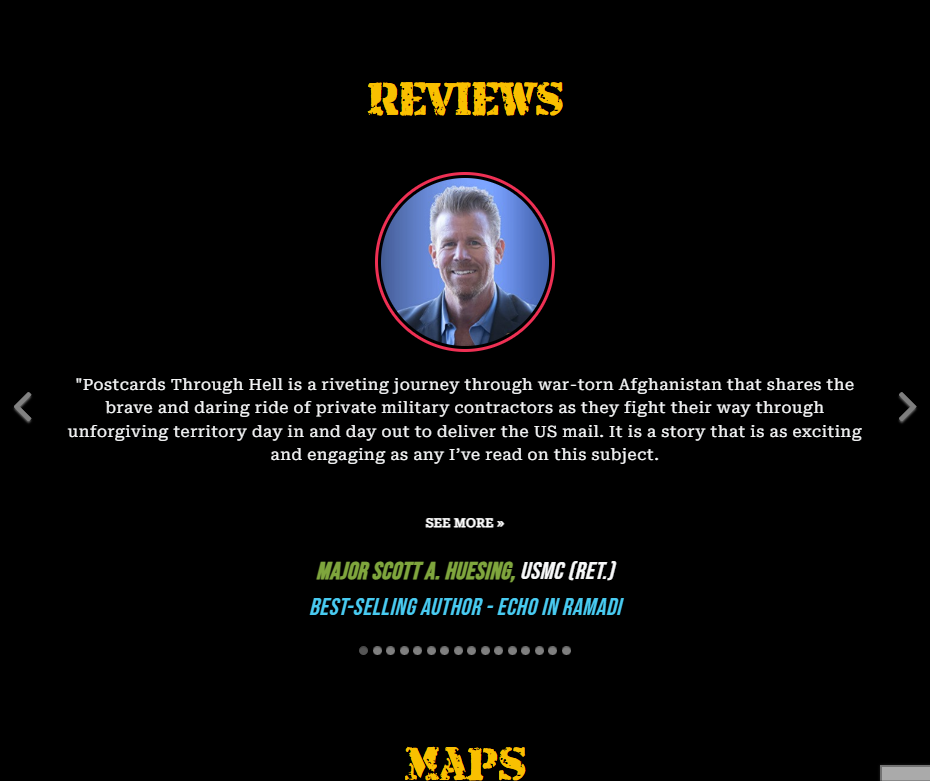 REVIEWS
"Postcards Through Hell is a riveting journey through war-torn Afghanistan that shares the
brave and daring ride of private military contractors as they fight their way through
unforgiving territory day in and day out to deliver the US mail. It is a story that is as exciting
and engaging as any I’ve read on this subject.
SEE MORE »
MAJOR SCOTT A. HUESING, USMC (RET.)
BEST-SELLING AUTHOR - ECHO IN RAMADI
MAPS